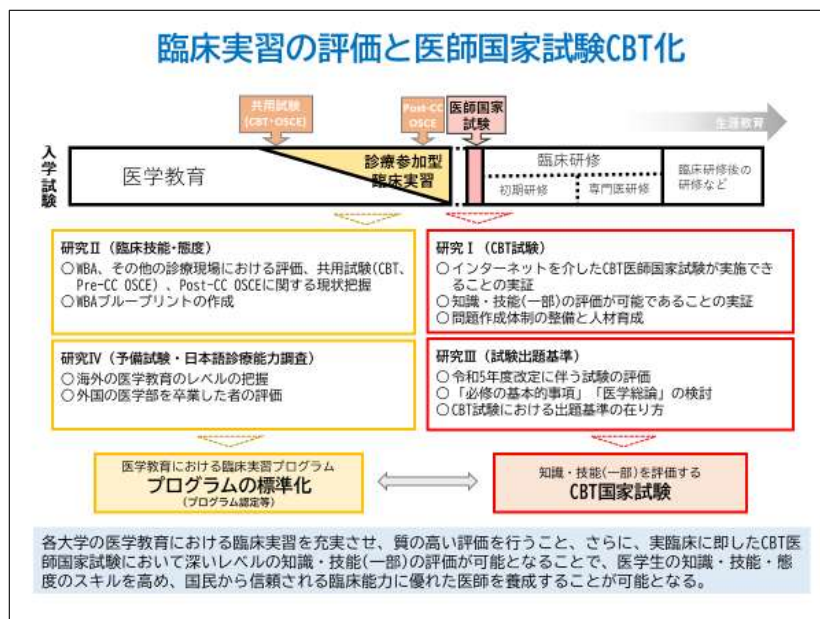 臨床実習の評価と医師国家試験CBT化
共用試験
(CBT・OSCE)
Post-CC
OSCE
医師国家
試験
生涯教育
入学試験
医学教育
診療参加型
臨床実習
臨床研修
初期研修
専門医研修
臨床研修後の
研修など
研究Ⅱ（臨床技能・態度）
○WBA、その他の診療現場における評価、共用試験(CBT、
Pre-CC OSCE）、Post-CC OSCEに関する現状把握
○WBAブループリントの作成
研究Ⅰ（CBT試験）
○インターネットを介したCBT医師国家試験が実施でき
ることの実証
○知識・技能(一部)の評価が可能であることの実証
○問題作成体制の整備と人材育成
研究Ⅳ（予備試験・日本語診療能力調査）
○海外の医学教育のレベルの把握
○外国の医学部を卒業した者の評価
研究Ⅲ（試験出題基準）
○令和5年度改定に伴う試験の評価
○「必修の基本的事項」「医学総論」の検討
○CBT試験における出題基準の在り方
医学教育における臨床実習プログラム
プログラムの標準化
(プログラム認定等)
知識・技能(一部)を評価する
CBT国家試験
各大学の医学教育における臨床実習を充実させ、質の高い評価を行うこと、さらに、実臨床に即したCBT医
師国家試験において深いレベルの知識・技能(一部)の評価が可能となることで、医学生の知識・技能・態
度のスキルを高め、国民から信頼される臨床能力に優れた医師を養成することが可能となる。